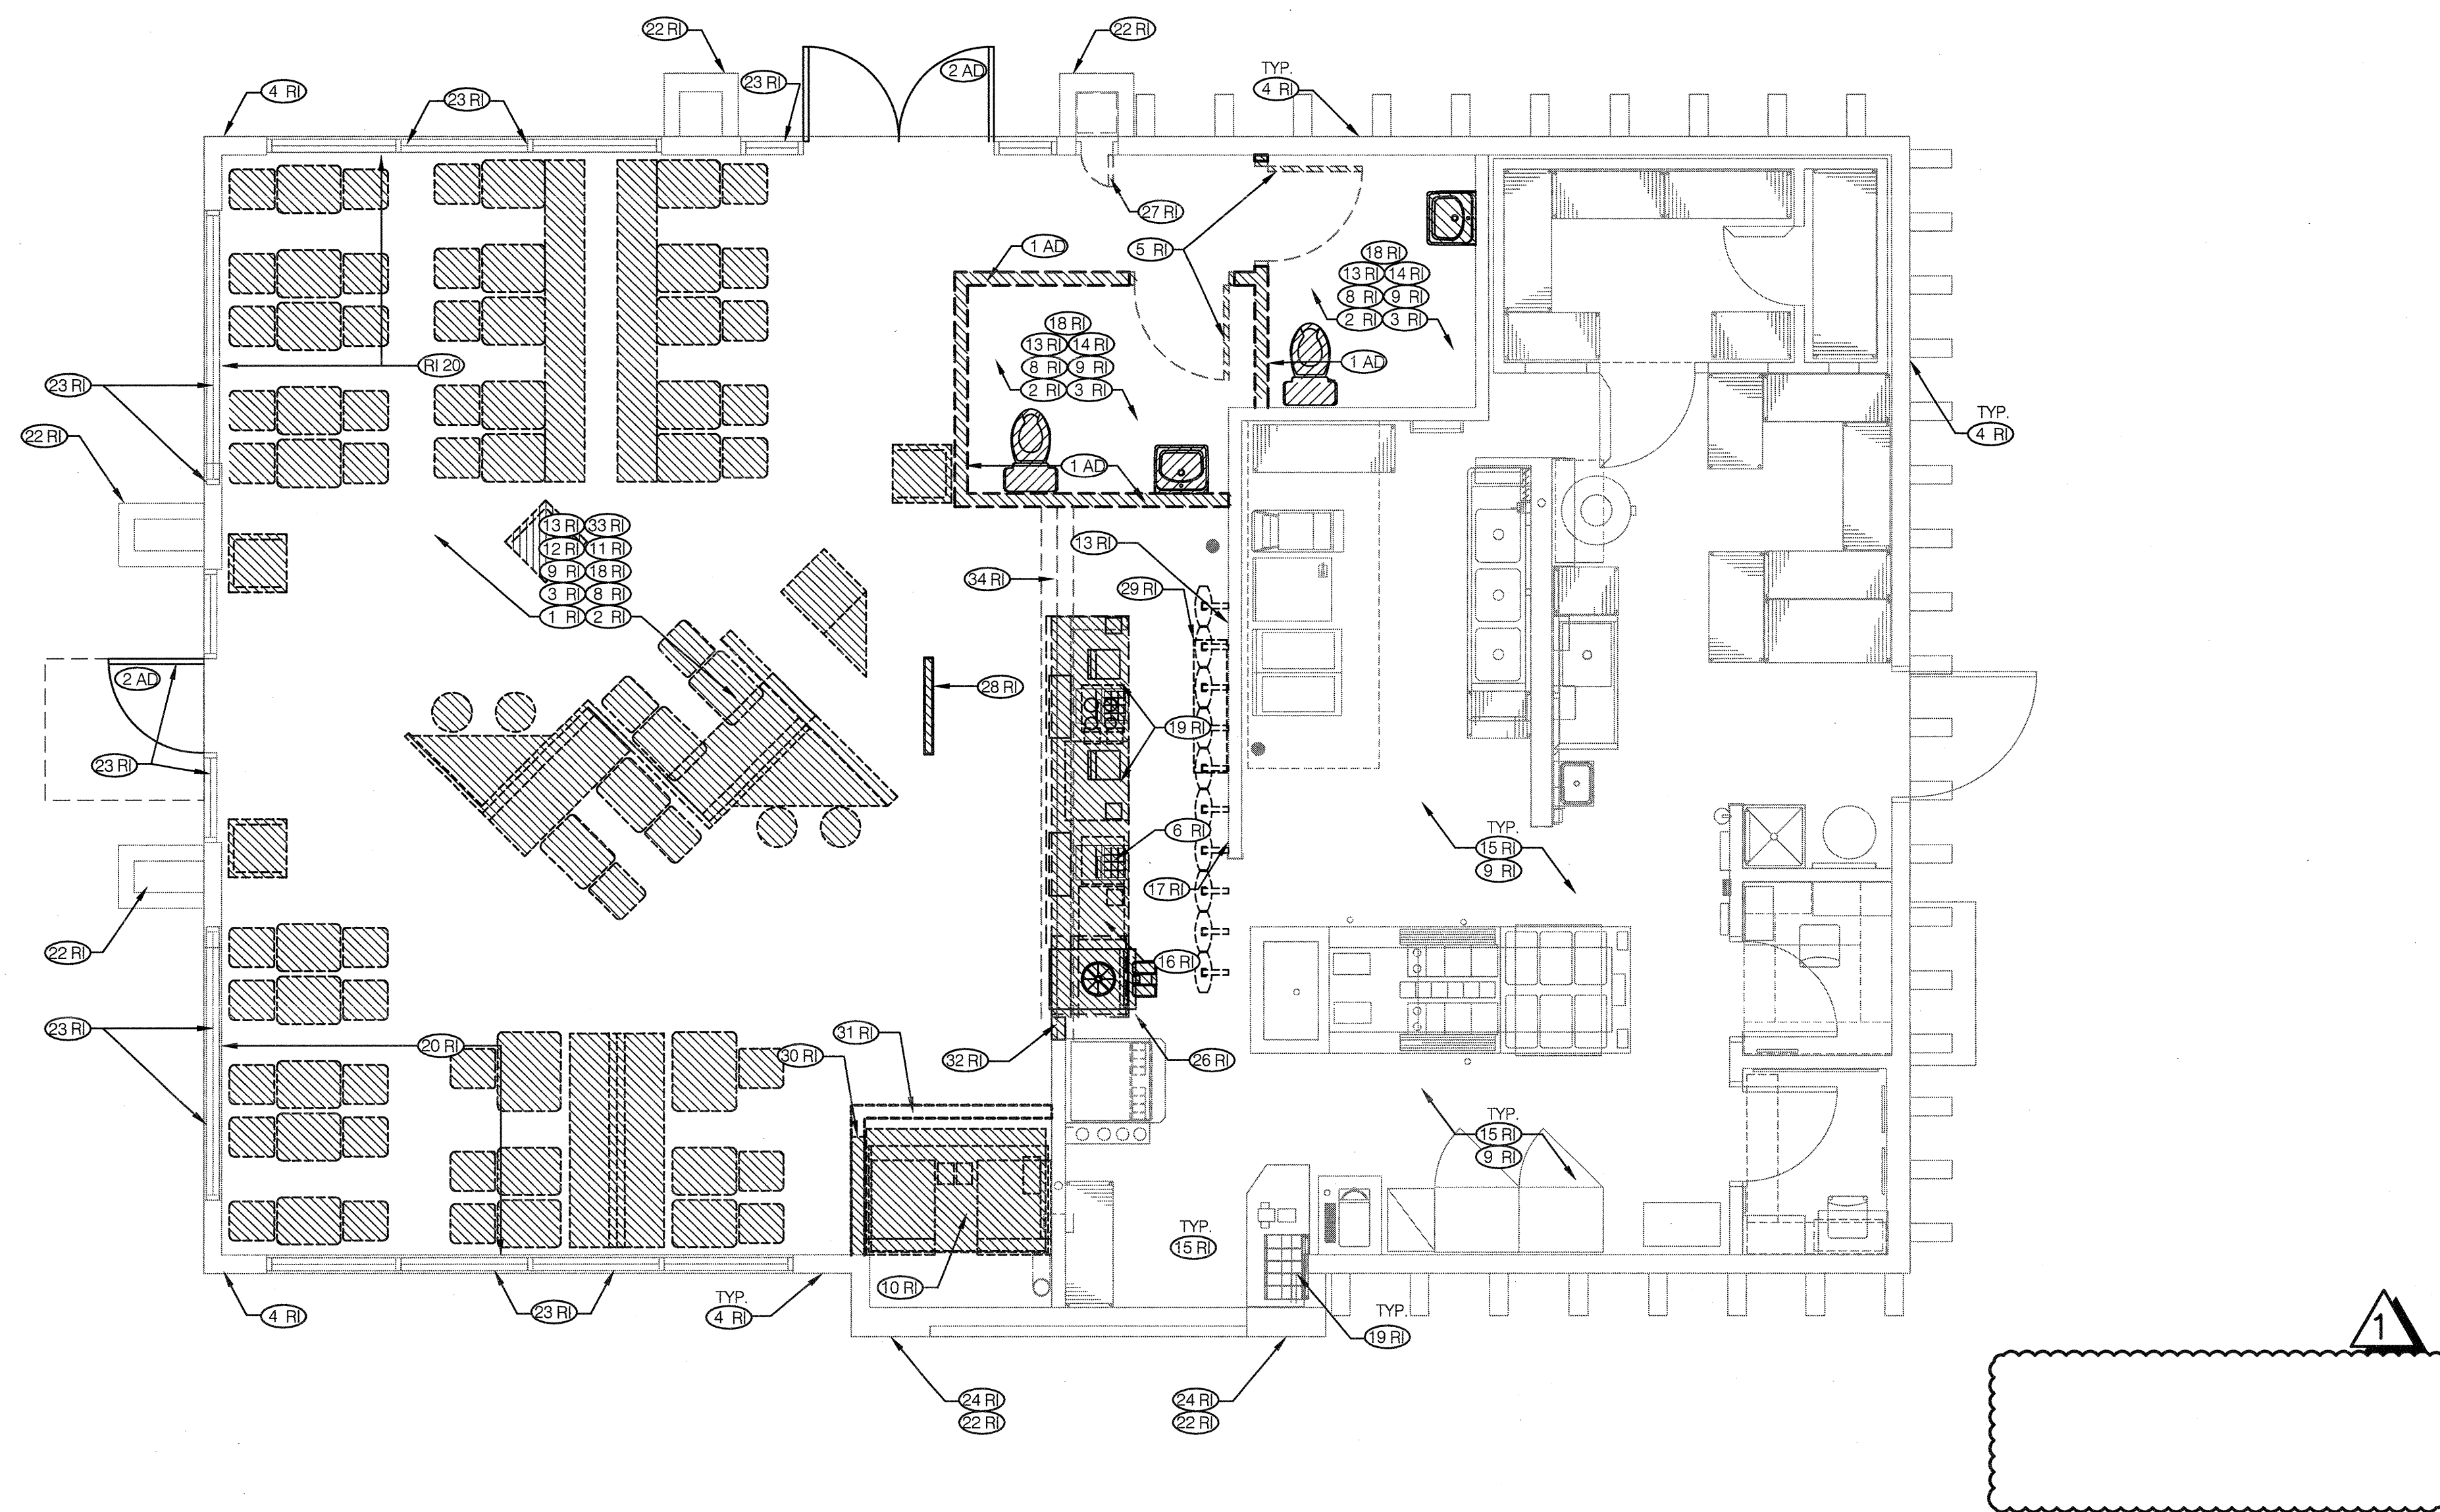 22 RI
22 RI
2 AD
TYP.
4 RI
23 RI
4 RI
23 RI
27 RI
1 AD
5 RI
18 RI
13 RI 14 RI
8 RI 9 RI
2 RI 3 RI
18 RI
13 RI 14 RI
8 RI 9 RI
2 RI 3 RI
1 AD
RI 20
23 RI
22 RI
TYP.
4 RI
1 AD
13 RI 33 RI
12 RI 11 RI
9 RI 18 RI
3 RI 8 RI
1 RI 2 RI
13 RI
34 RI
29 RI
2 AD
28 RI
19 RI
23 RI
6 RI
TYP.
15 RI
9 RI
17 RI
22 RI
16 RI
23 RI
20 RI
31 RI
30 RI
32 RI
26 RI
TYP.
15 RI
9 RI
TYP.
15 RI
10 RI
4 RI
23 RI
TYP.
4 RI
TYP.
19 RI
1
24 RI
22 RI
24 RI
22 RI